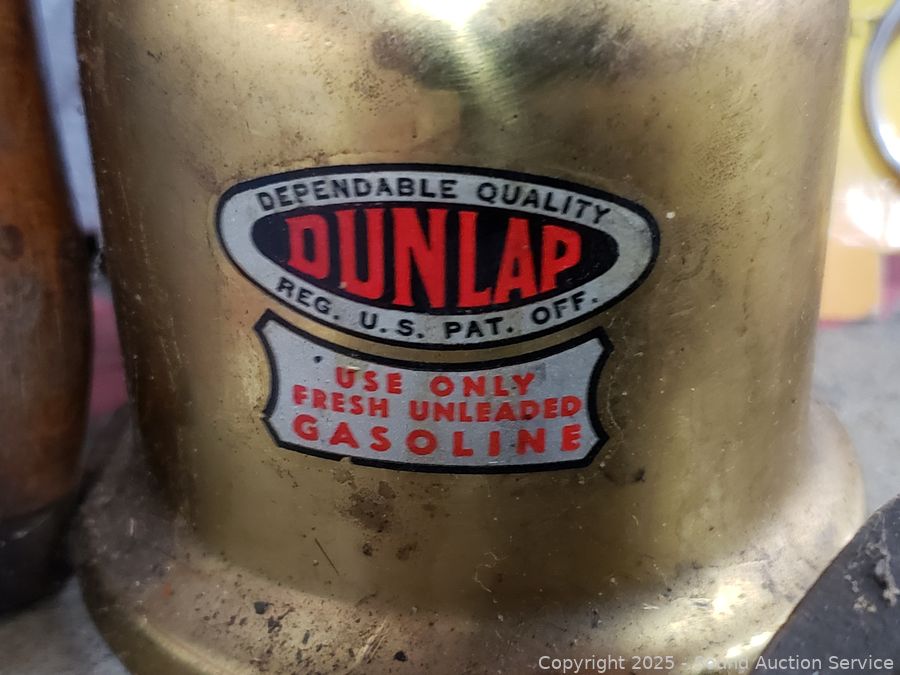 DEPENDABLE QUALITY
DUNLAP
REG. U.S. PAT. OFF.
USE ONLY
FRESH UNLEADED
GASOLINE
Copyright 2025 - Sound Auction Service